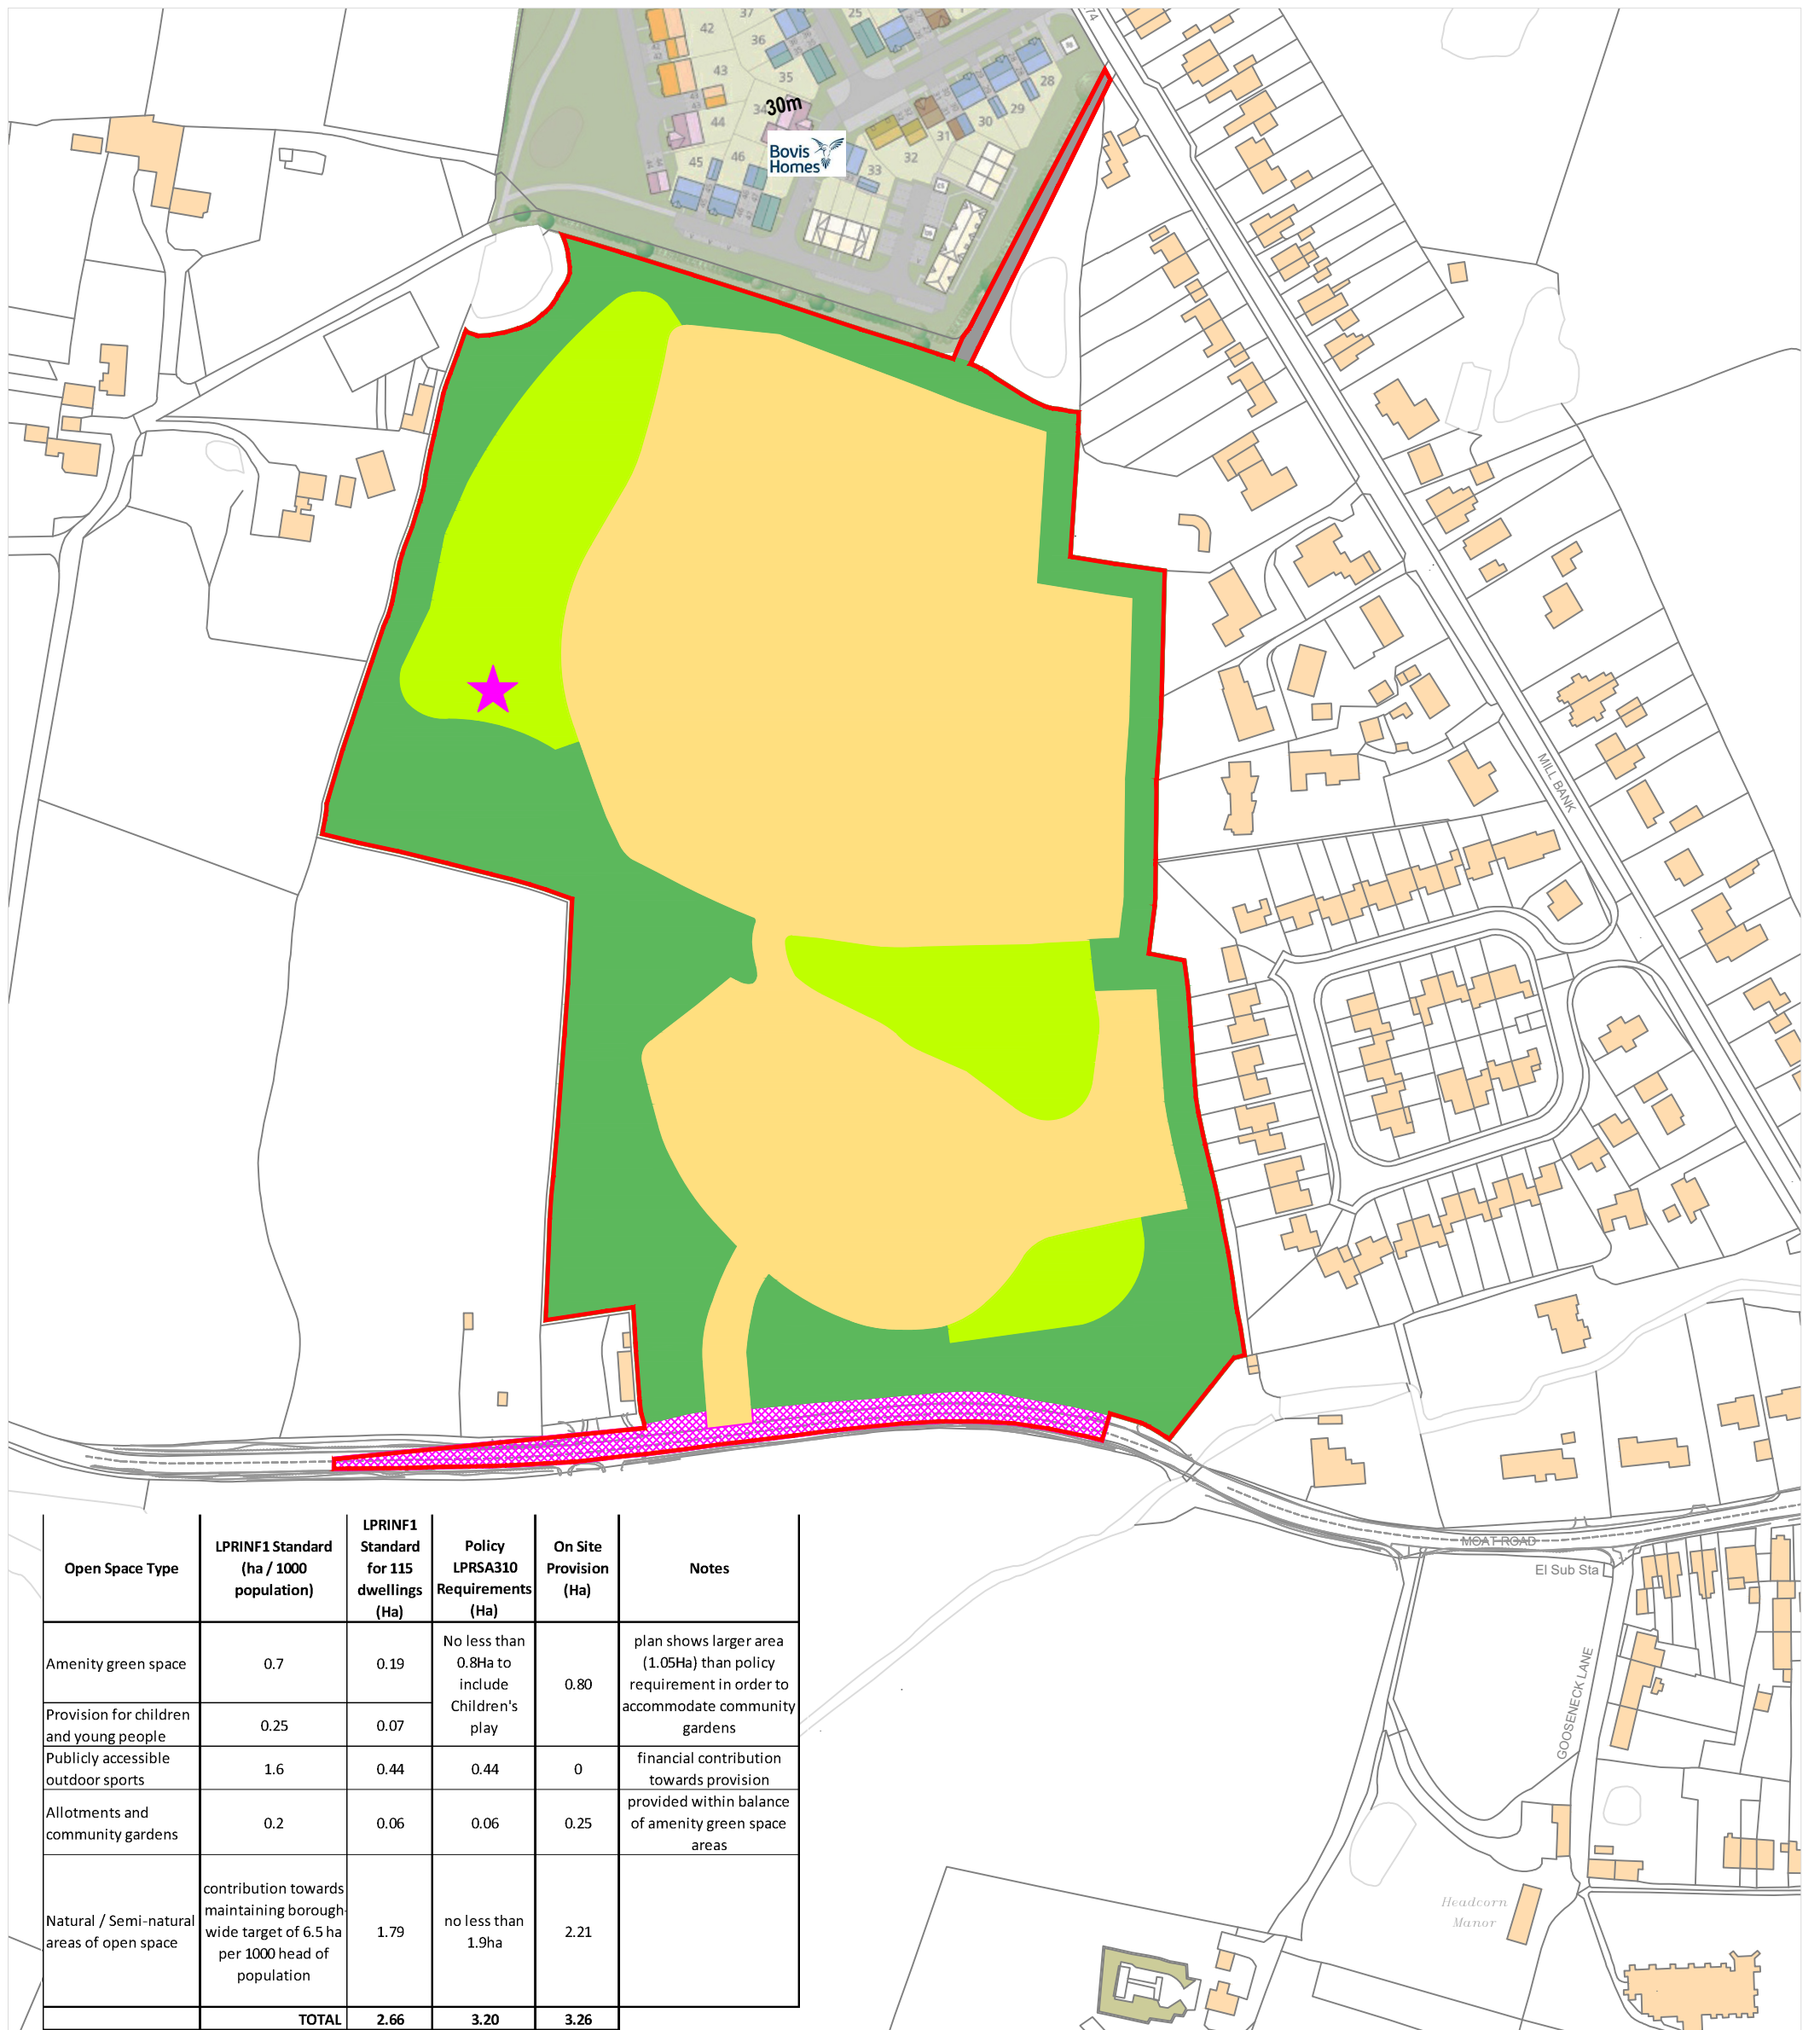 37
42
25
36
43
35
28
30m
34
29
44
30
31
Bovis
Homes
32
45
46
33
MILL BANK
MOAT ROAD
El Sub Sta
GOOSENECK LANE
Headcorn
Manor
Open Space Type
LPRINF1 Standard
(ha / 1000
population)
LPRINF1
Standard
for 115
dwellings
(Ha)
Policy
LPRSA310
Requirements
(Ha)
On Site
Provision
(Ha)
Notes
Amenity green space
0.7
0.19
No less than
0.8Ha to
include
Children's
play
0.80
plan shows larger area
(1.05Ha) than policy
requirement in order to
accommodate community
gardens
Provision for children
and young people
0.25
0.07
Publicly accessible
outdoor sports
1.6
0.44
0.44
0
financial contribution
towards provision
Allotments and
community gardens
0.2
0.06
0.06
0.25
provided within balance
of amenity green space
areas
Natural / Semi-natural
areas of open space
contribution towards
maintaining borough-
wide target of 6.5 ha
per 1000 head of
population
1.79
no less than
1.9ha
2.21
TOTAL
2.66
3.20
3.26